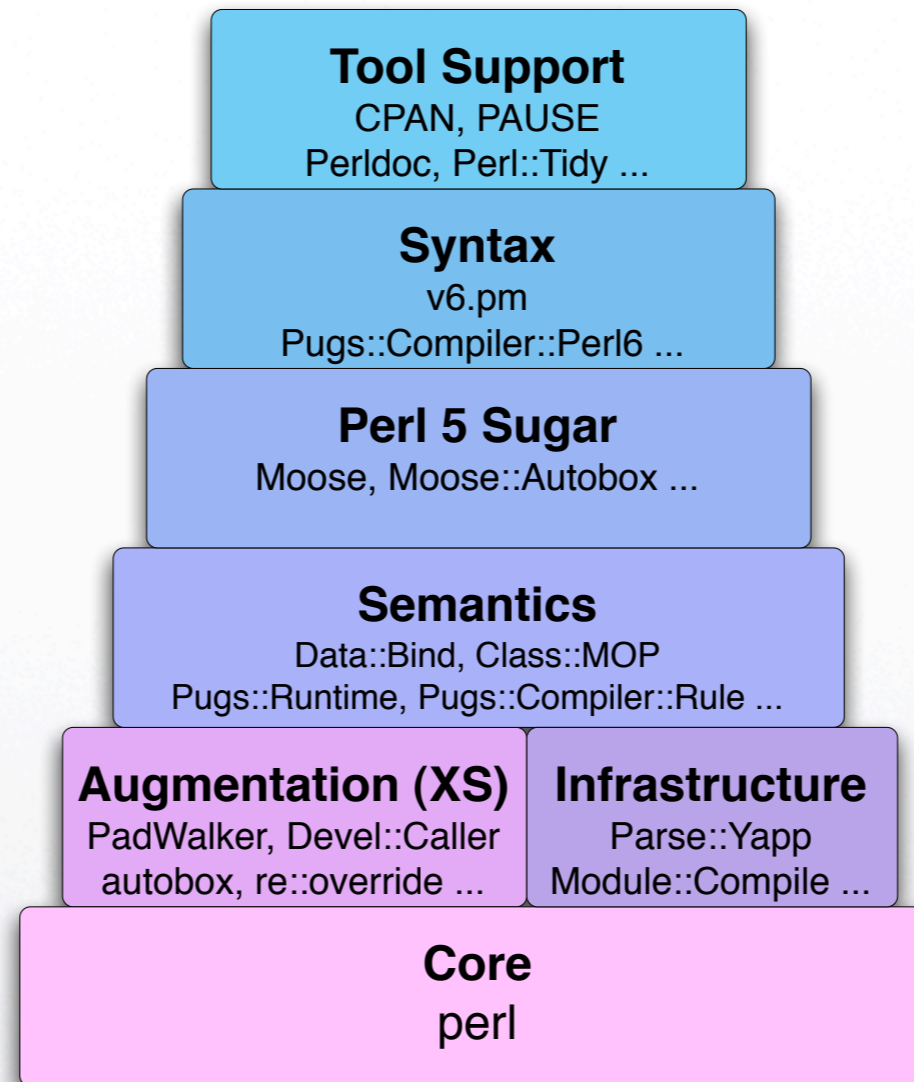 Tool Support
CPAN, PAUSE
Perldoc, Perl::Tidy ...
Syntax
v6.pm
Pugs::Compiler::Perl6 ...
Perl 5 Sugar
Moose, Moose::Autobox ...
Semantics
Data::Bind, Class::MOP
Pugs::Runtime, Pugs::Compiler::Rule ...
Augmentation (XS)
PadWalker, Devel::Caller
autobox, re::override ...
Infrastructure
Parse::Yapp
Module::Compile ...
Core
perl